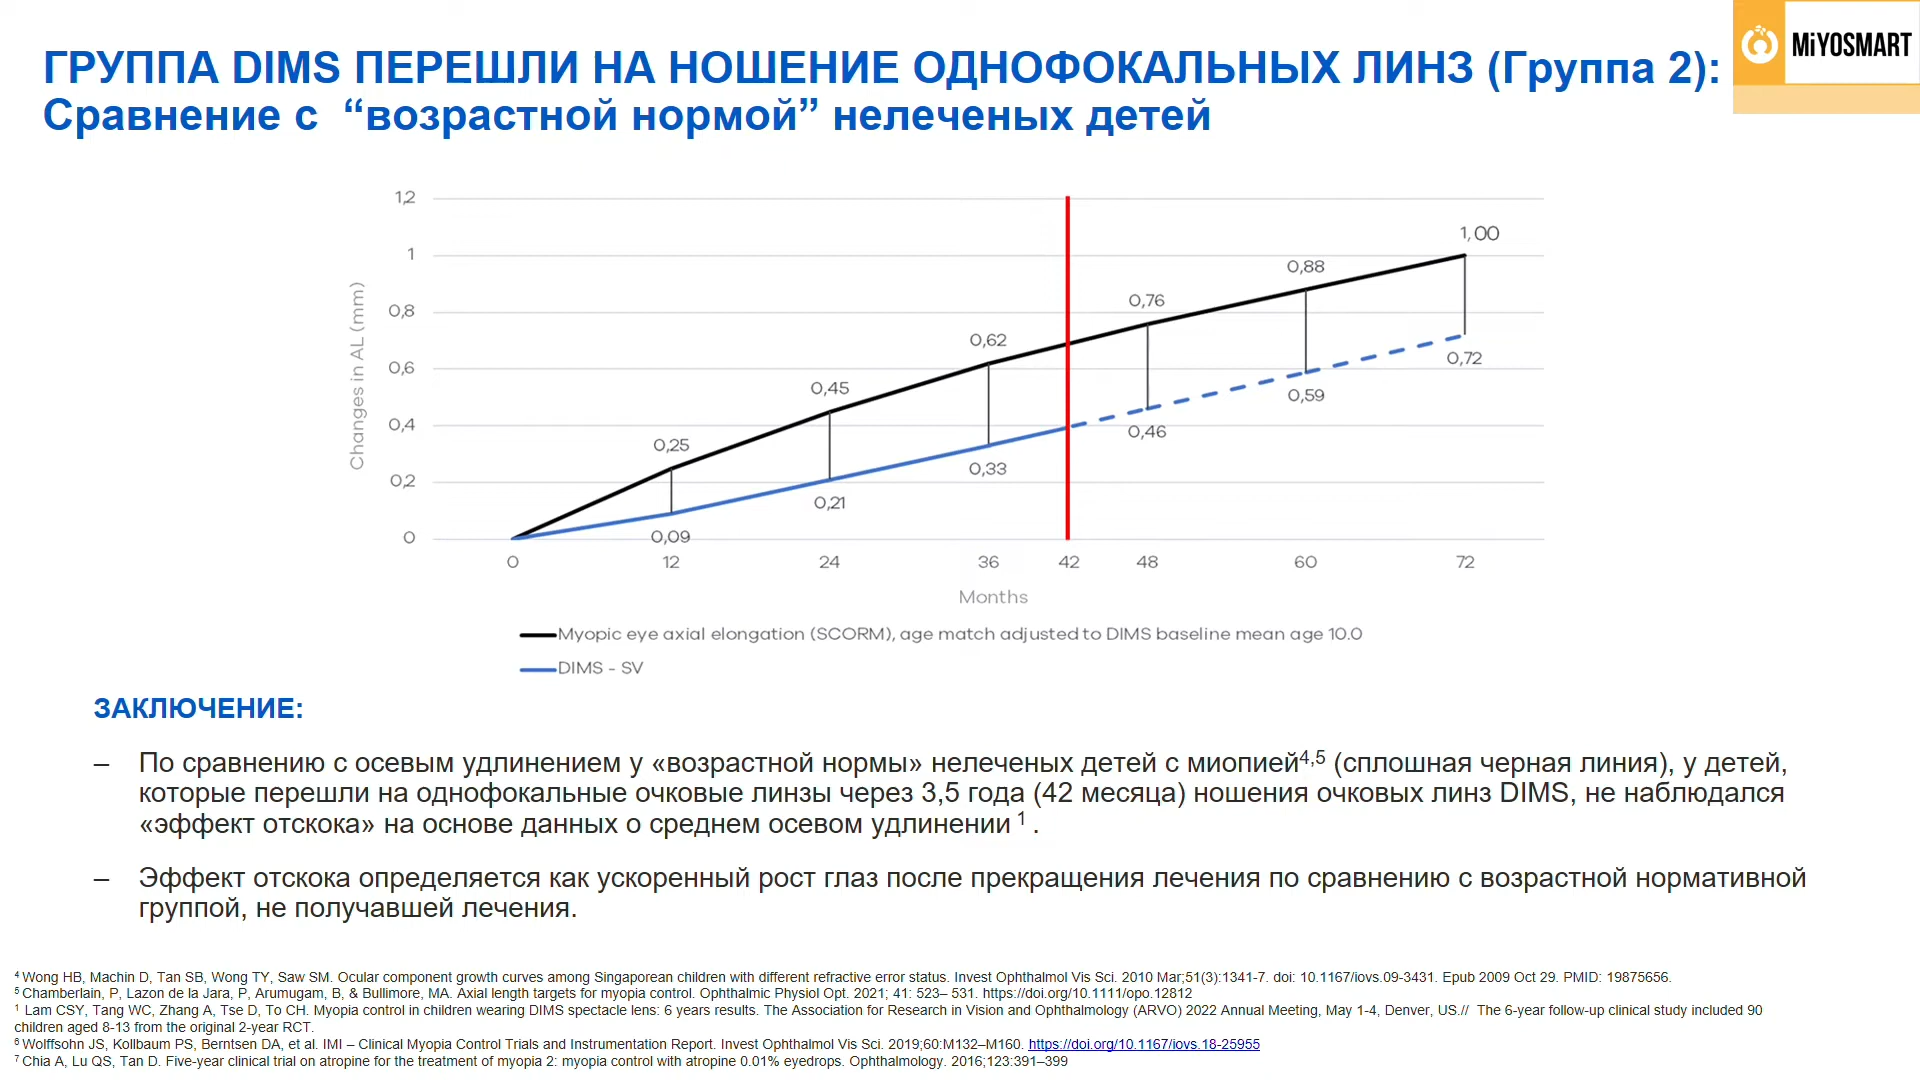 ГРУППА DIMS ПЕРЕШЛИ НА НОШЕНИЕ ОДНОФОКАЛЬНЫХ ЛИНЗ (Группа 2):
Сравнение с “возрастной нормой” нелеченых детей
MiYOSMART
1,2
1
0,8
0,6
0,4
0,2
0
Changes in AL (mm)
0,25
0,45
0,62
0,76
0,88
1,00
0,09
0,21
0,33
0,46
0,59
0,72
0
12
24
36
42
48
60
72
Months
Myopic eye axial elongation (SCORM), age match adjusted to DIMS baseline mean age 10.0
DIMS - SV
ЗАКЛЮЧЕНИЕ:
– По сравнению с осевым удлинением у «возрастной нормы» нелеченых детей с миопией4,5 (сплошная черная линия), у детей,
которые перешли на однофокальные очковые линзы через 3,5 года (42 месяца) ношения очковых линз DIMS, не наблюдался
«эффект отскока» на основе данных о среднем осевом удлинении 1 .
– Эффект отскока определяется как ускоренный рост глаз после прекращения лечения по сравнению с возрастной нормативной
группой, не получавшей лечения.
4 Wong HB, Machin D, Tan SB, Wong TY, Saw SM. Ocular component growth curves among Singaporean children with different refractive error status. Invest Ophthalmol Vis Sci. 2010 Mar;51(3):1341-7. doi: 10.1167/iovs.09-3431. Epub 2009 Oct 29. PMID: 19875656.
5 Chamberlain, P, Lazon de la Jara, P, Arumugam, B, & Bullimore, MA. Axial length targets for myopia control. Ophthalmic Physiol Opt. 2021; 41: 523– 531. https://doi.org/10.1111/opo.12812
1 Lam CSY, Tang WC, Zhang A, Tse D, To CH. Myopia control in children wearing DIMS spectacle lens: 6 years results. The Association for Research in Vision and Ophthalmology (ARVO) 2022 Annual Meeting, May 1-4, Denver, US.// The 6-year follow-up clinical study included 90
children aged 8-13 from the original 2-year RCT.
6 Wolffsohn JS, Kollbaum PS, Berntsen DA, et al. IMI – Clinical Myopia Control Trials and Instrumentation Report. Invest Ophthalmol Vis Sci. 2019;60:M132–M160. https://doi.org/10.1167/iovs.18-25955
7 Chia A, Lu QS, Tan D. Five-year clinical trial on atropine for the treatment of myopia 2: myopia control with atropine 0.01% eyedrops. Ophthalmology. 2016;123:391–399